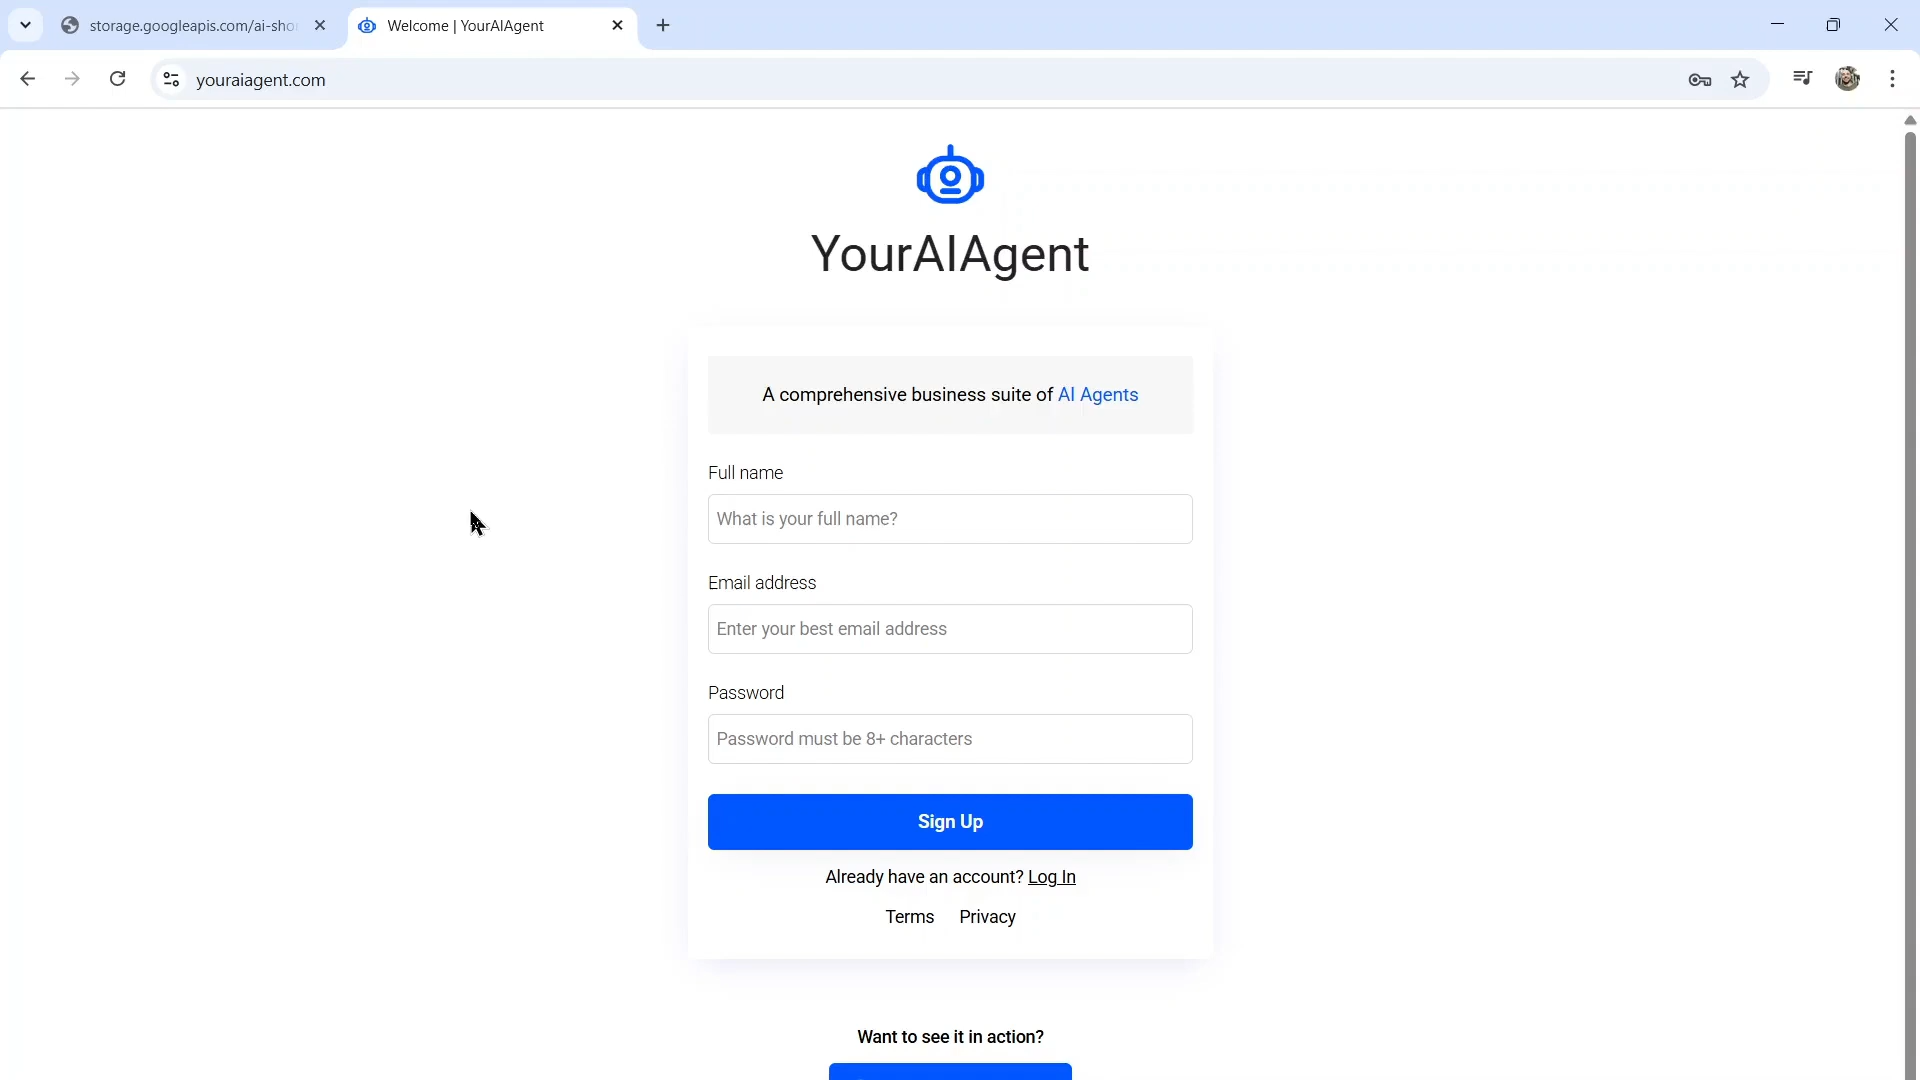 storage.googleapis.com/ai-sho
Welcome | YourAIAgent
youraiagent.com
YourAIAgent
A comprehensive business suite of AI Agents
Full name
What is your full name?
Email address
Enter your best email address
Password
Password must be 8+ characters
Sign Up
Already have an account? Log In
Terms Privacy
Want to see it in action?